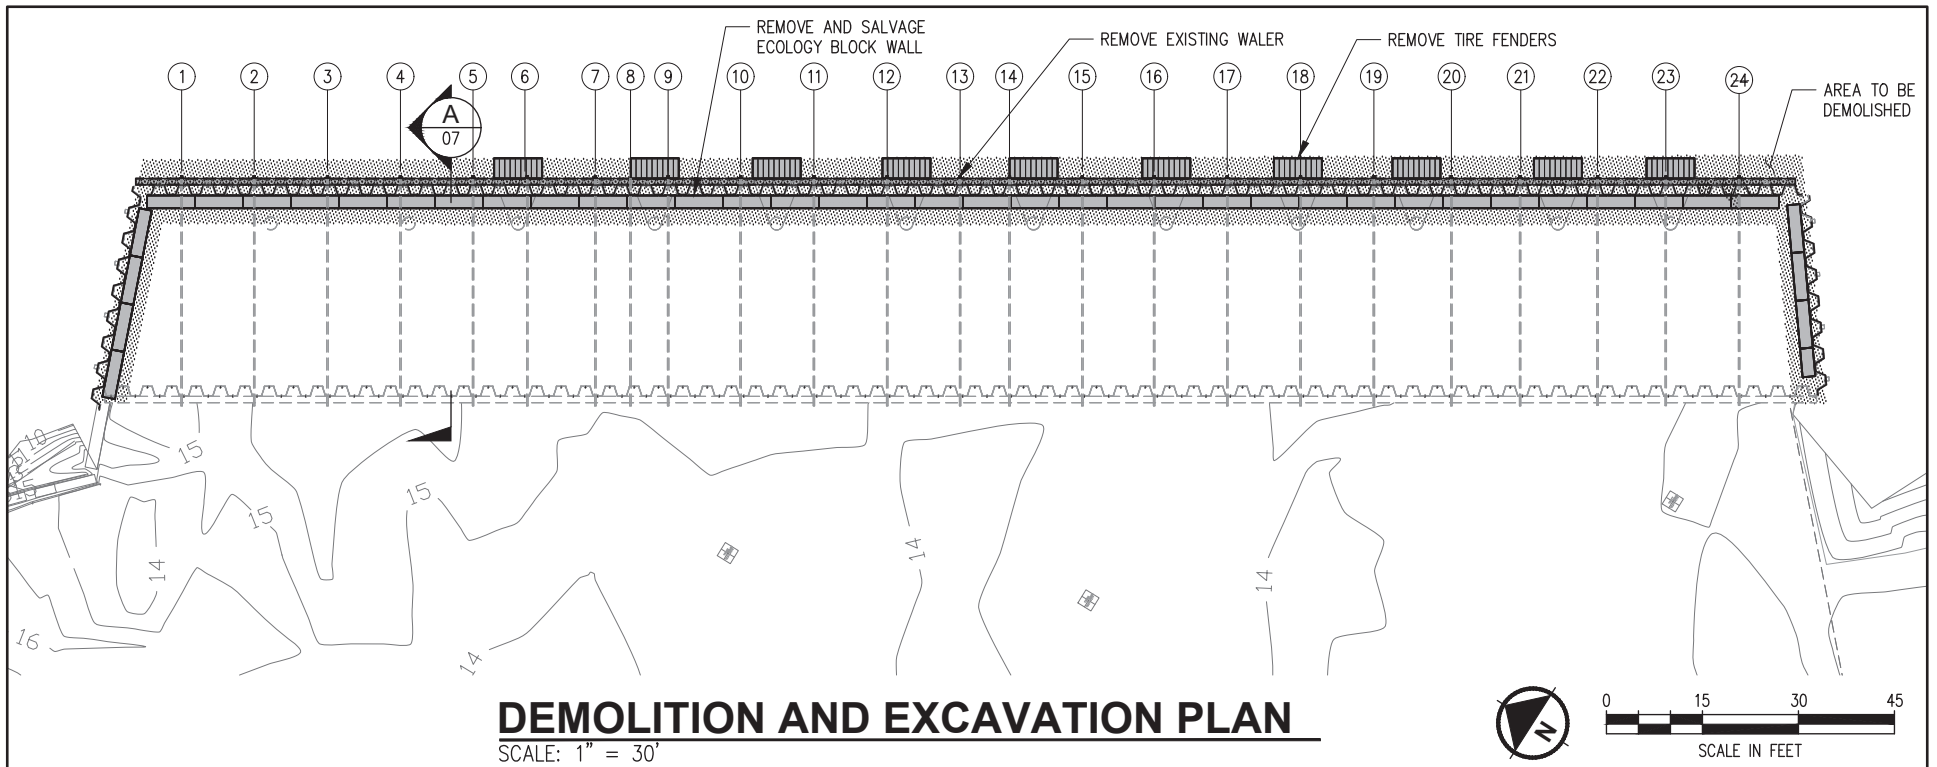 REMOVE AND SALVAGE
ECOLOGY BLOCK WALL
REMOVE EXISTING WALER
REMOVE TIRE FENDERS
AREA TO BE
DEMOLISHED
1 2 3 4 5 6 7 8 9 10 11 12 13 14 15 16 17 18 19 20 21 22 23 24
A
07
10
15
15
15
15
14
14
14
14
16
DEMOLITION AND EXCAVATION PLAN
SCALE: 1" = 30'
N
0 15 30 45
SCALE IN FEET